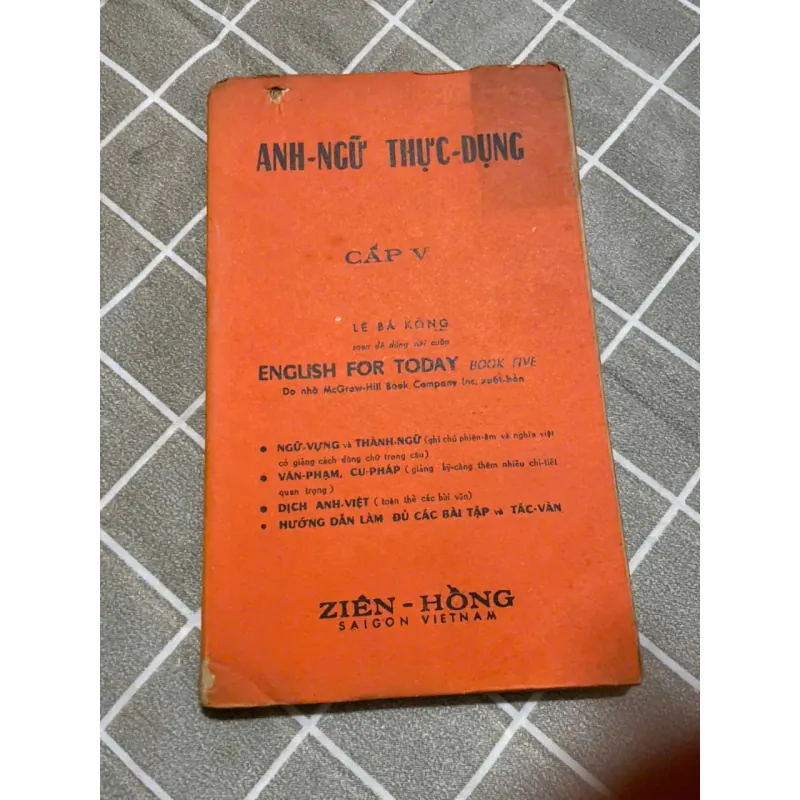 ANH-NGỮ THỰC-DỤNG
CẤP V
LÊ BÁ KÔNG
soạn để dùng với cuốn
ENGLISH FOR TODAY BOOK FIVE
Do nhà McGraw-Hill Book Company Inc. xuất-bản
• NGỮ-VỰNG và THÀNH-NGỮ (ghi chú phiên-âm và nghĩa việt
có giảng cách dùng chữ trong câu)
• VĂN-PHẠM, CU-PHÁP (giảng kỹ-càng thêm nhiều chi-tiết
quan trọng)
• DỊCH ANH-VIỆT (toàn thể các bài văn)
• HƯỚNG DẪN LÀM ĐỦ CÁC BÀI TẬP và TÁC-VĂN
ZIÊN - HỒNG
SAIGON VIETNAM